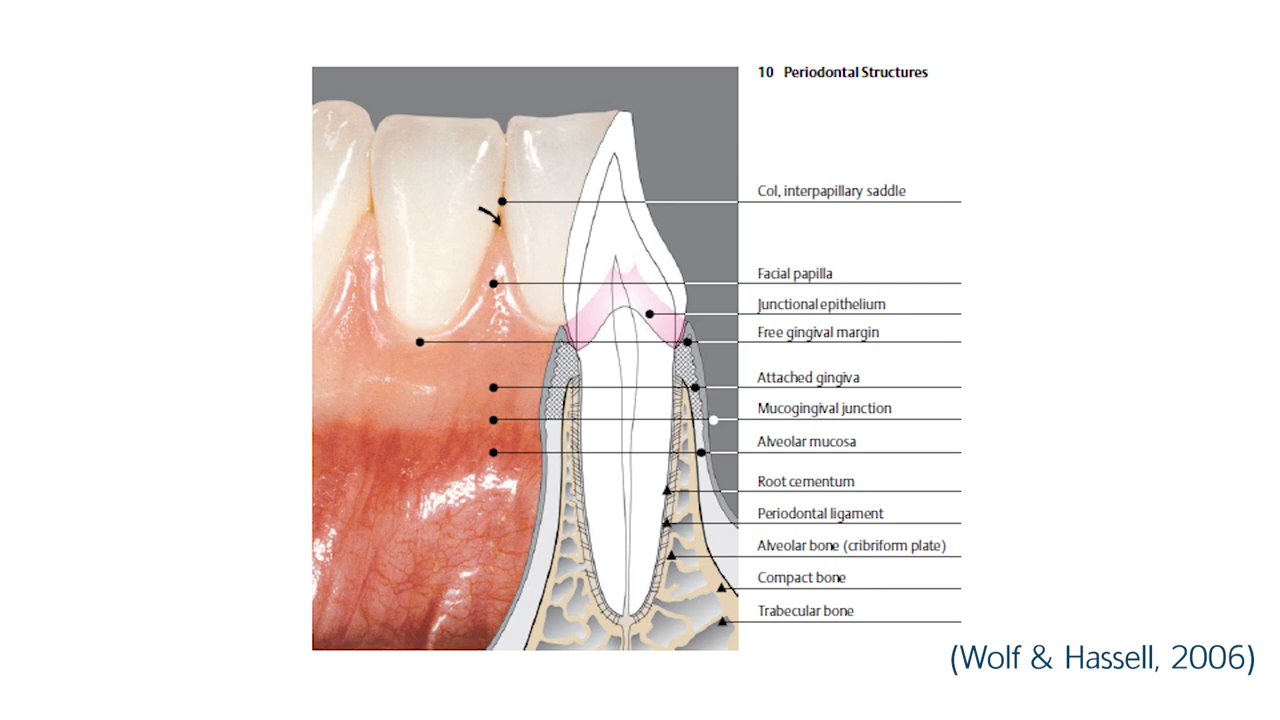 10 Periodontal Structures
Col, interpapillary saddle
Facial papilla
Junctional epithelium
Free gingival margin
Attached gingiva
Mucogingival junction
Alveolar mucosa
Root cementum
Periodontal ligament
Alveolar bone (cribriform plate)
Compact bone
Trabecular bone
(Wolf & Hassell, 2006)